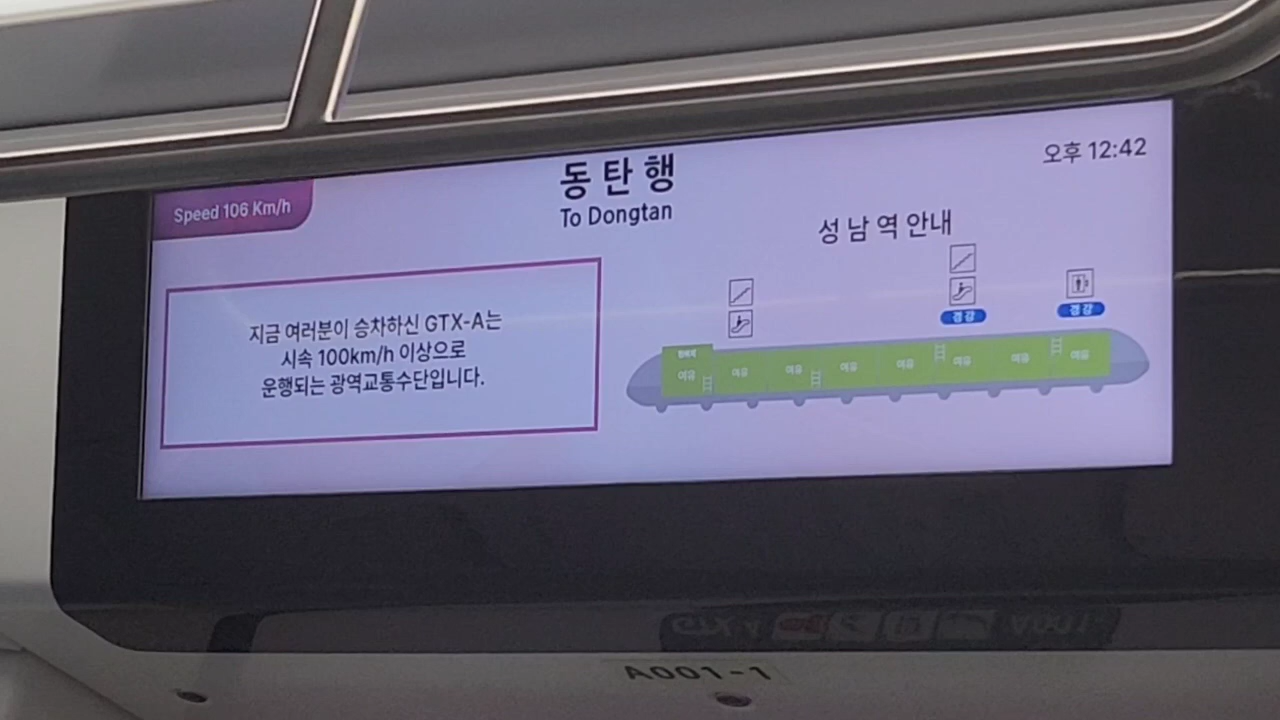 Speed 106 Km/h
동탄행
To Dongtan
오후 12:42
지금 여러분이 승차하신 GTX-A는
시속 100km/h 이상으로
운행되는 광역교통수단입니다.
성남역 안내
경강
경강
현위치
여유 여유 여유 여유 여유 여유 여유 여유
A001-1